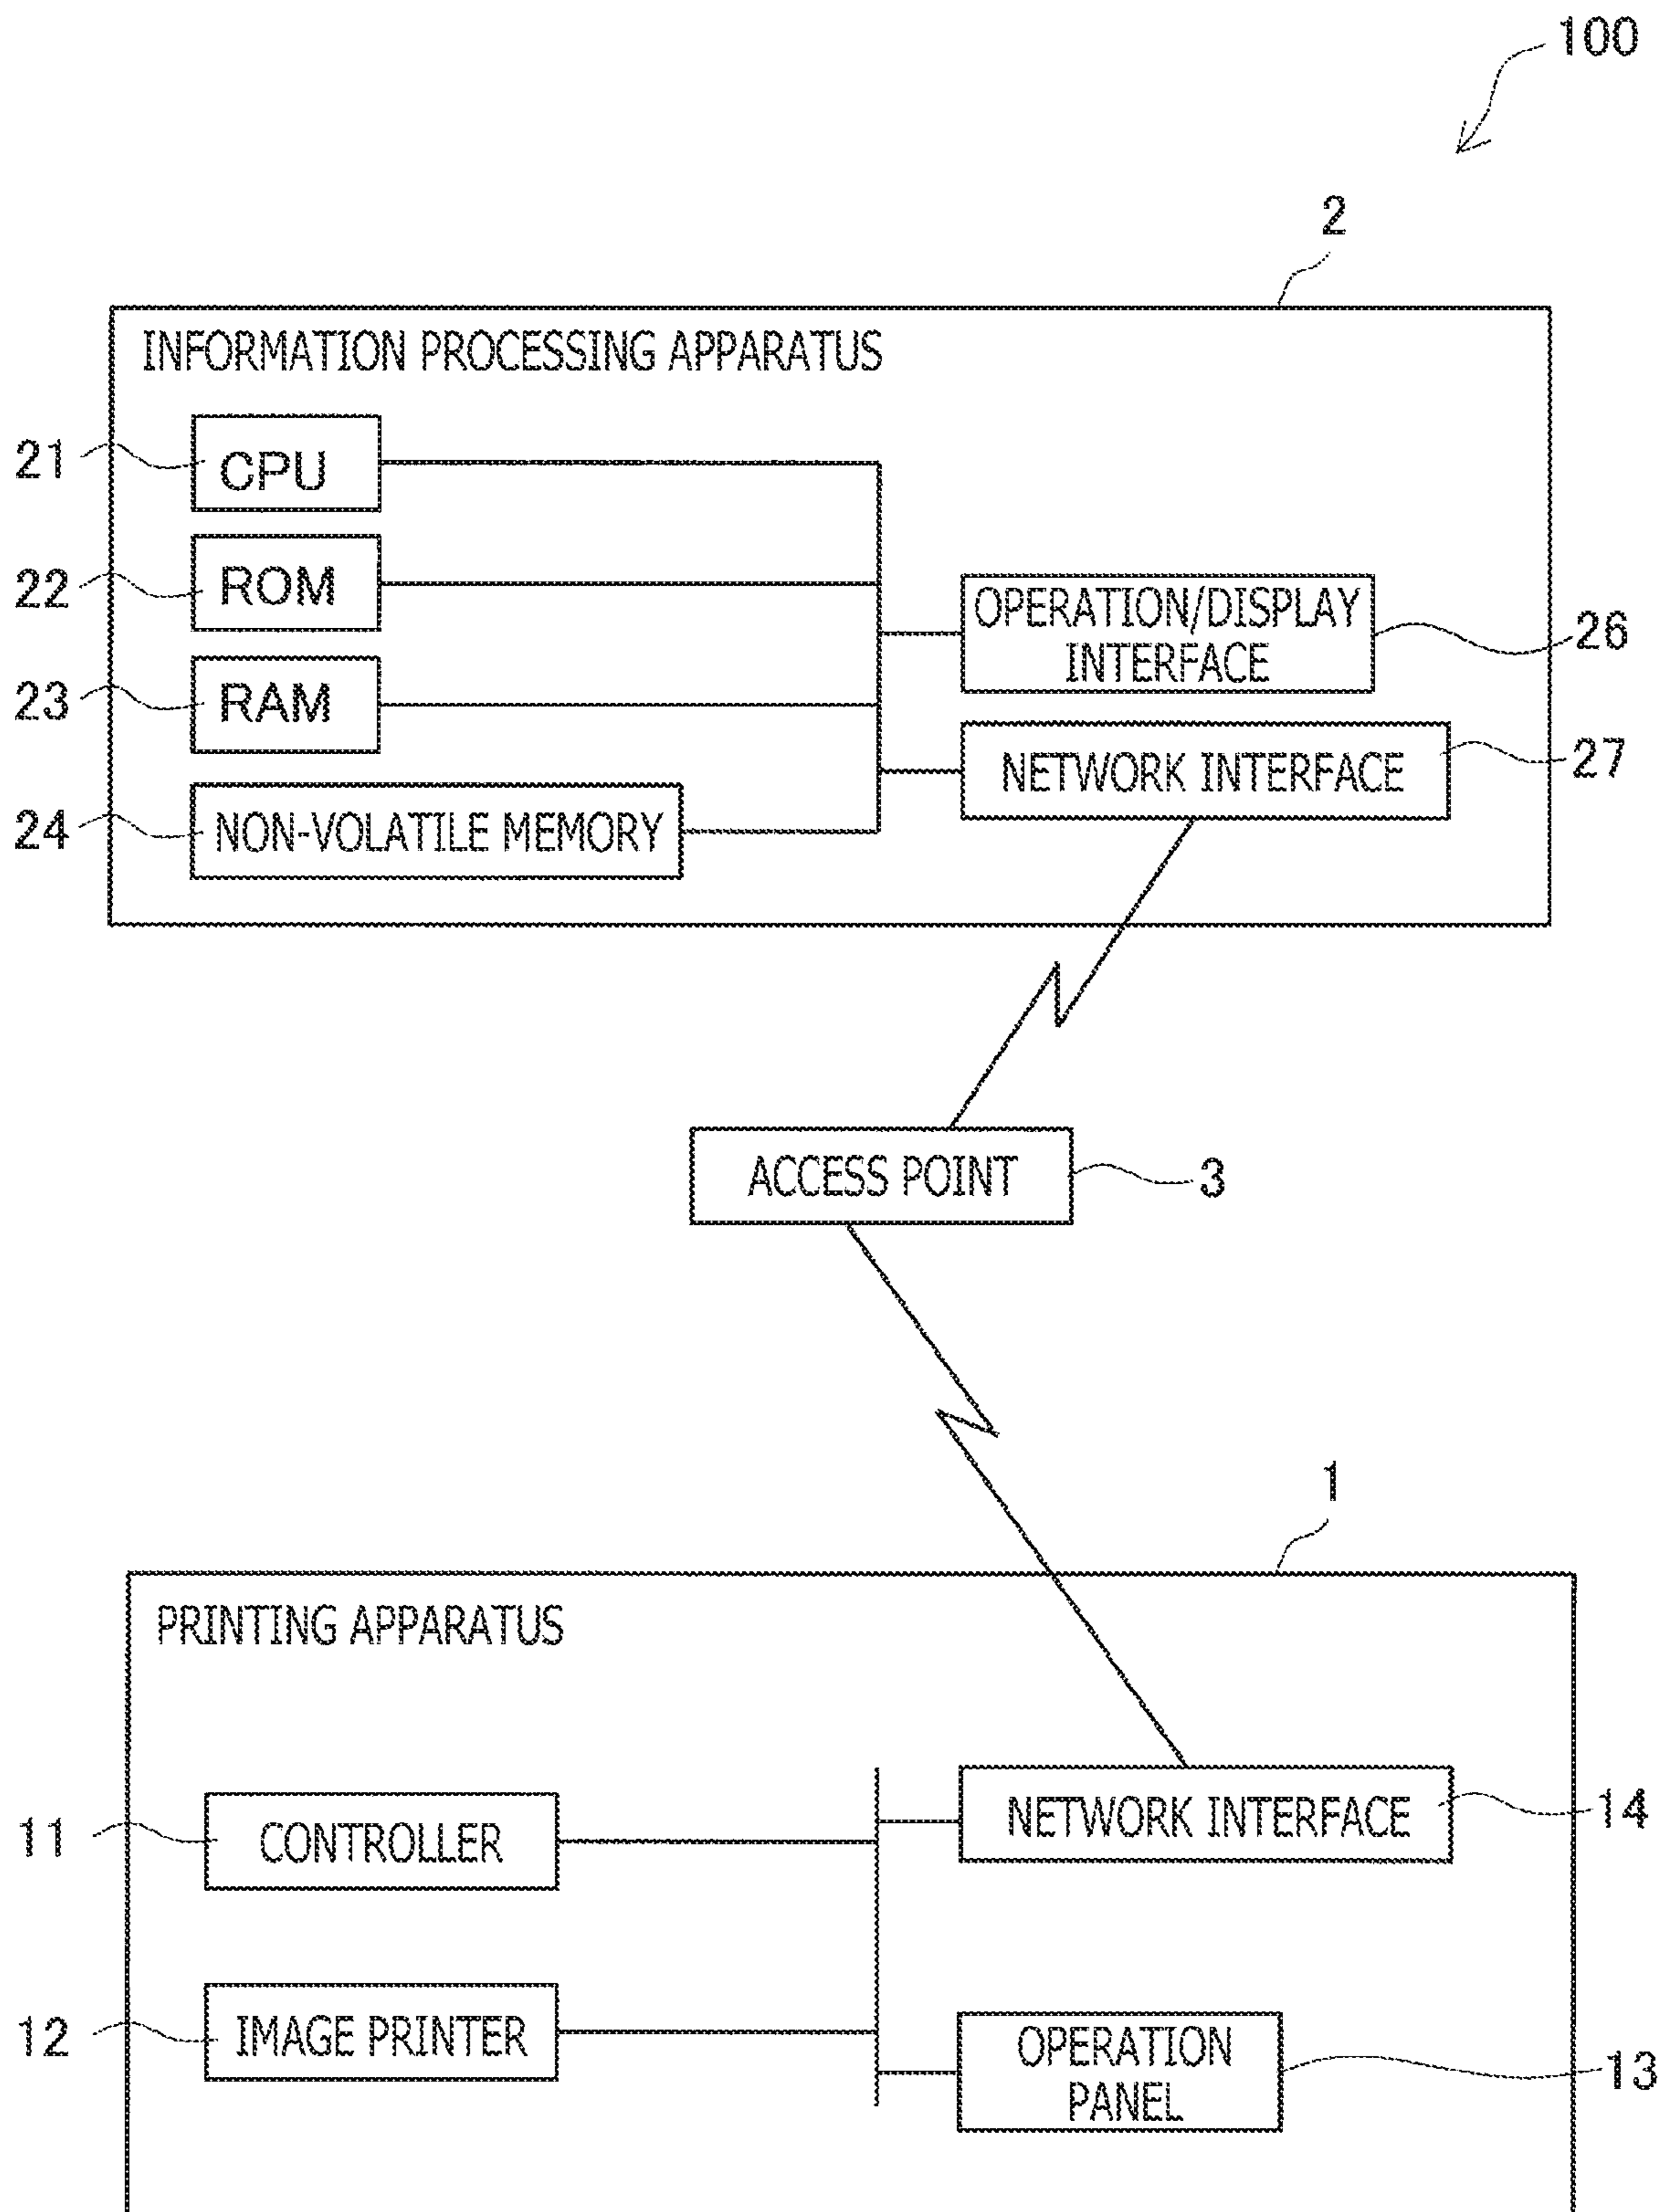 100
2
INFORMATION PROCESSING APPARATUS
21
CPU
22
ROM
OPERATION/DISPLAY
INTERFACE
26
23
RAM
NETWORK INTERFACE
27
24
NON-VOLATILE MEMORY
ACCESS POINT
3
1
PRINTING APPARATUS
NETWORK INTERFACE
14
11
CONTROLLER
12
IMAGE PRINTER
OPERATION
PANEL
13